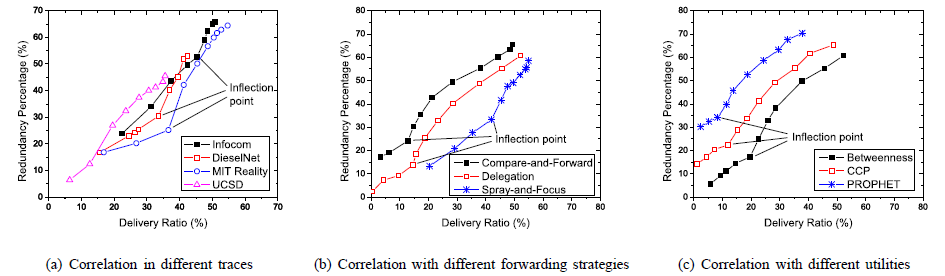 80
70
60
50
40
30
20
10
0
0 10 20 30 40 50 60 70 80
Redundancy Percentage (%)
Delivery Ratio (%)
Inflection
point
Infocom
DieselNet
MIT Reality
UCSD
(a) Correlation in different traces
80
70
60
50
40
30
20
10
0
0 10 20 30 40 50 60 70 80
Redundancy Percentage (%)
Delivery Ratio (%)
Inflection point
Compare-and-Forward
Delegation
Spray-and-Focus
(b) Correlation with different forwarding strategies
80
70
60
50
40
30
20
10
0
0 10 20 30 40 50 60 70 80
Redundancy Percentage (%)
Delivery Ratio (%)
Inflection point
Betweenness
CCP
PROPHET
(c) Correlation with different utilities